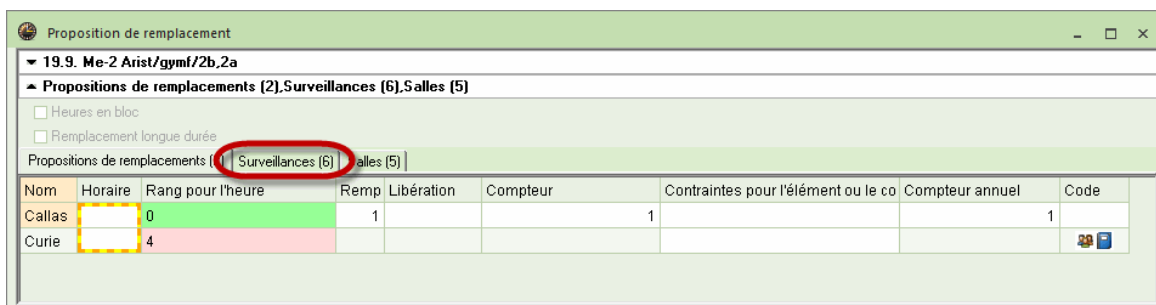 Proposition de remplacement
19.9. Me-2 Arist/gymf/2b,2a
Propositions de remplacements (2),Surveillances (6),Salles (5)
Heures en bloc
Remplacement longue durée
Propositions de remplacements ( Surveillances (6) alles (5)
Nom Horaire Rang pour l'heure Remp Libération Compteur Contraintes pour l'élément ou le co Compteur annuel Code
Callas 0 1 1 1
Curie 4